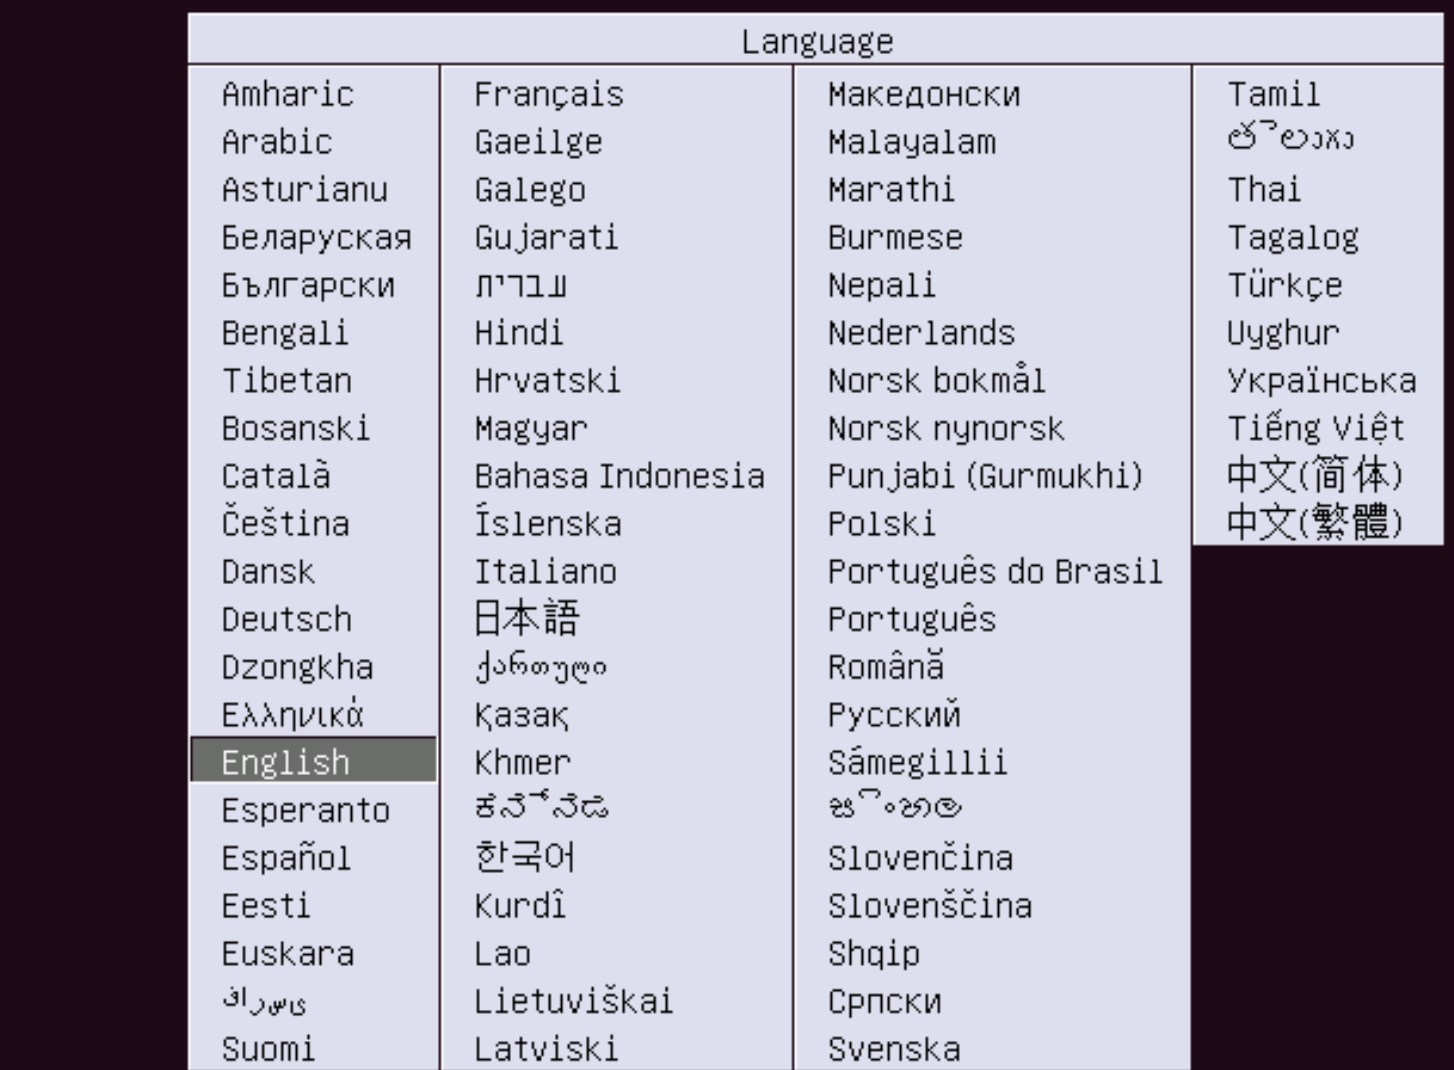 Language
Amharic
Arabic
Asturianu
Беларуская
Български
Bengali
Tibetan
Bosanski
Català
Čeština
Dansk
Deutsch
Dzongkha
Ελληνικά
English
Esperanto
Español
Eesti
Euskara
ىسراف
Suomi
Français
Gaeilge
Galego
Gujarati
עברית
Hindi
Hrvatski
Magyar
Bahasa Indonesia
Íslenska
Italiano
日本語
ქართული
Қазақ
Khmer
ಕನ್ನಡ
한국어
Kurdî
Lao
Lietuviškai
Latviski
Македонски
Malayalam
Marathi
Burmese
Nepali
Nederlands
Norsk bokmål
Norsk nynorsk
Punjabi (Gurmukhi)
Polski
Português do Brasil
Português
Română
Русский
Sámegillii
සිංහල
Slovenčina
Slovenščina
Shqip
Српски
Svenska
Tamil
తెలుగు
Thai
Tagalog
Türkçe
Uyghur
Українська
Tiếng Việt
中文(简体)
中文(繁體)